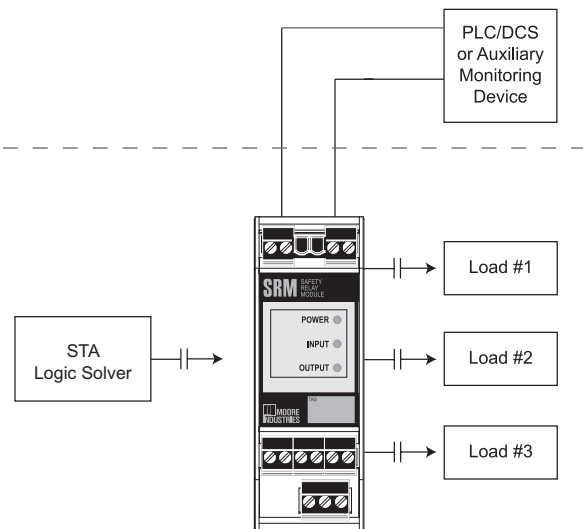 PLC/DCS
or Auxiliary
Monitoring
Device
SRM SAFETY
RELAY
MODULE
Load #1
POWER
INPUT
OUTPUT
STA
Logic Solver
Load #2
TAG
MOORE
INDUSTRIES
Load #3